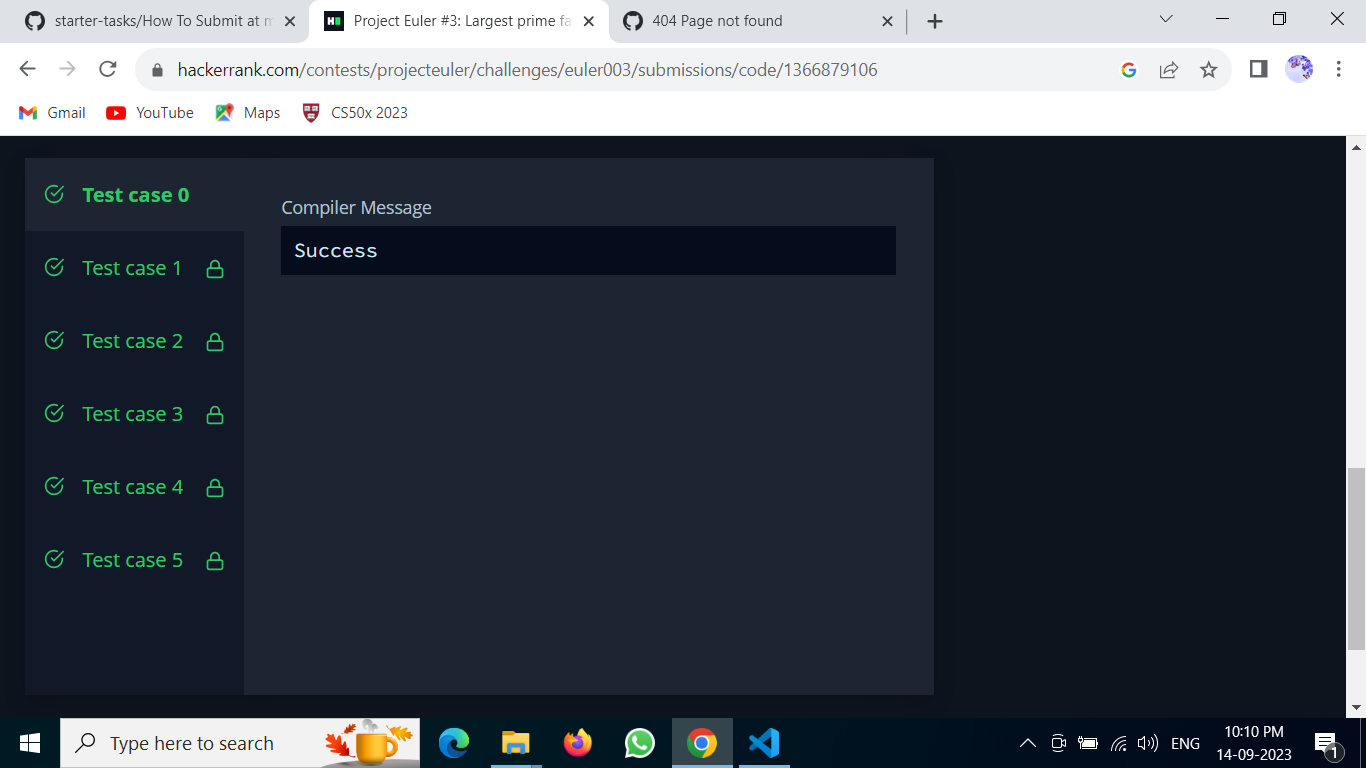 starter-tasks/How To Submit at m
Project Euler #3: Largest prime fa
404 Page not found
hackerrank.com/contests/projecteuler/challenges/euler003/submissions/code/1366879106
Gmail
YouTube
Maps
CS50x 2023
Test case 0
Compiler Message
Success
Test case 1
Test case 2
Test case 3
Test case 4
Test case 5
Type here to search
ENG
10:10 PM
14-09-2023
1